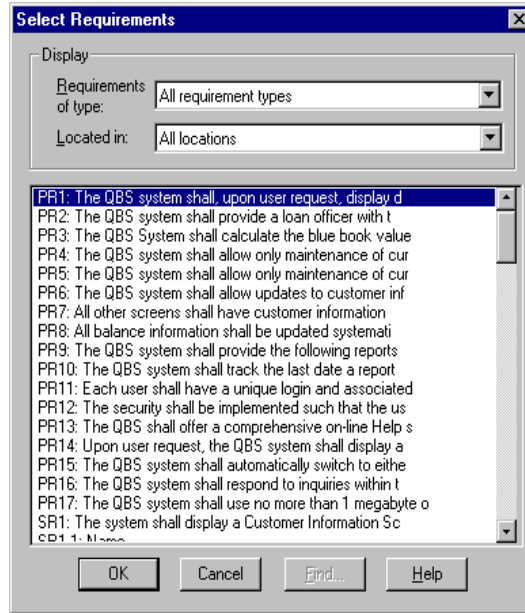 Select Requirements
Display
Requirements
of type:
All requirement types
Located in:
All locations
PR1: The QBS system shall, upon user request, display d
PR2: The QBS system shall provide a loan officer with t
PR3: The QBS System shall calculate the blue book value
PR4: The QBS system shall allow only maintenance of cur
PR5: The QBS system shall allow only maintenance of cur
PR6: The QBS system shall allow updates to customer inf
PR7: All other screens shall have customer information
PR8: All balance information shall be updated systemati
PR9: The QBS system shall provide the following reports
PR10: The QBS system shall track the last date a report
PR11: Each user shall have a unique login and associated
PR12: The security shall be implemented such that the us
PR13: The QBS shall offer a comprehensive on-line Help s
PR14: Upon user request, the QBS system shall display a
PR15: The QBS system shall automatically switch to eithe
PR16: The QBS system shall respond to inquiries within t
PR17: The QBS system shall use no more than 1 megabyte o
SR1: The system shall display a Customer Information Sc
SR1.1: Name
OK Cancel Find... Help